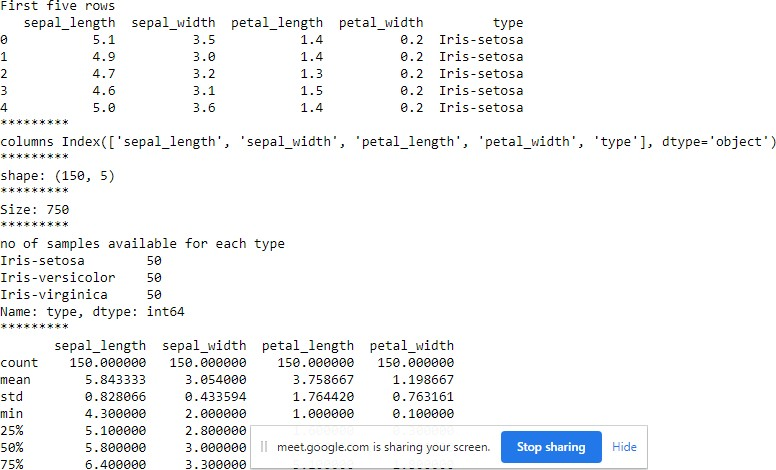 First five rows
sepal_length sepal_width petal_length petal_width type
0 5.1 3.5 1.4 0.2 Iris-setosa
1 4.9 3.0 1.4 0.2 Iris-setosa
2 4.7 3.2 1.3 0.2 Iris-setosa
3 4.6 3.1 1.5 0.2 Iris-setosa
4 5.0 3.6 1.4 0.2 Iris-setosa
*********
columns Index(['sepal_length', 'sepal_width', 'petal_length', 'petal_width', 'type'], dtype='object')
*********
shape: (150, 5)
*********
Size: 750
*********
no of samples available for each type
Iris-setosa 50
Iris-versicolor 50
Iris-virginica 50
Name: type, dtype: int64
*********
sepal_length sepal_width petal_length petal_width
count 150.000000 150.000000 150.000000 150.000000
mean 5.843333 3.054000 3.758667 1.198667
std 0.828066 0.433594 1.764420 0.763161
min 4.300000 2.000000 1.000000 0.100000
25% 5.100000 2.800000
50% 5.800000 3.000000
meet.google.com is sharing your screen. Stop sharing Hide
75% 6.400000 3.300000